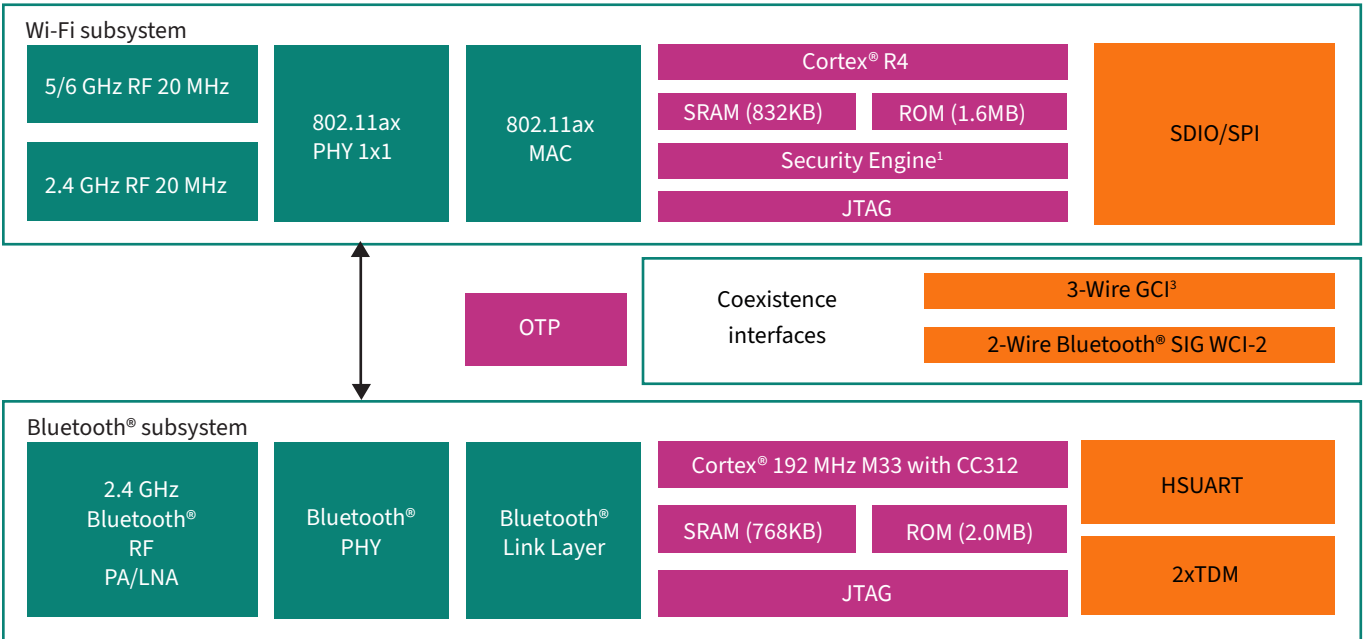 Wi-Fi subsystem
5/6 GHz RF 20 MHz
2.4 GHz RF 20 MHz
802.11ax
PHY 1x1
802.11ax
MAC
Cortex® R4
SRAM (832KB)
ROM (1.6MB)
Security Engine¹
JTAG
SDIO/SPI
OTP
Coexistence
interfaces
3-Wire GCI³
2-Wire Bluetooth® SIG WCI-2
Bluetooth® subsystem
2.4 GHz
Bluetooth®
RF
PA/LNA
Bluetooth®
PHY
Bluetooth®
Link Layer
Cortex® 192 MHz M33 with CC312
SRAM (768KB)
ROM (2.0MB)
JTAG
HSUART
2xTDM